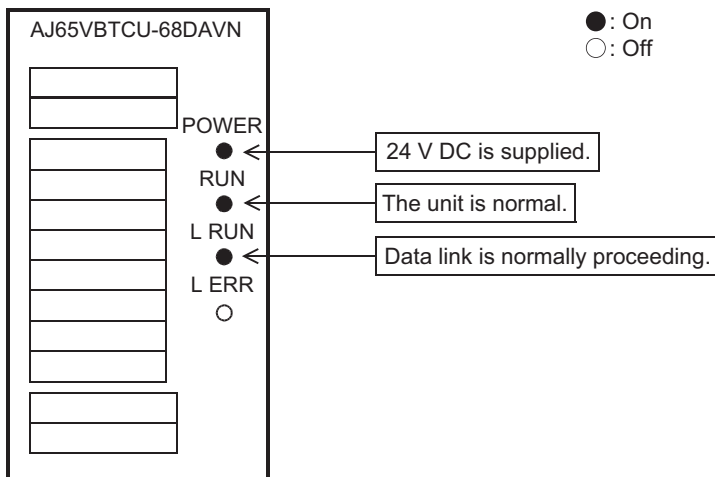 AJ65VBTCU-68DAVN
●: On
○: Off
POWER
24 V DC is supplied.
RUN
The unit is normal.
L RUN
Data link is normally proceeding.
L ERR